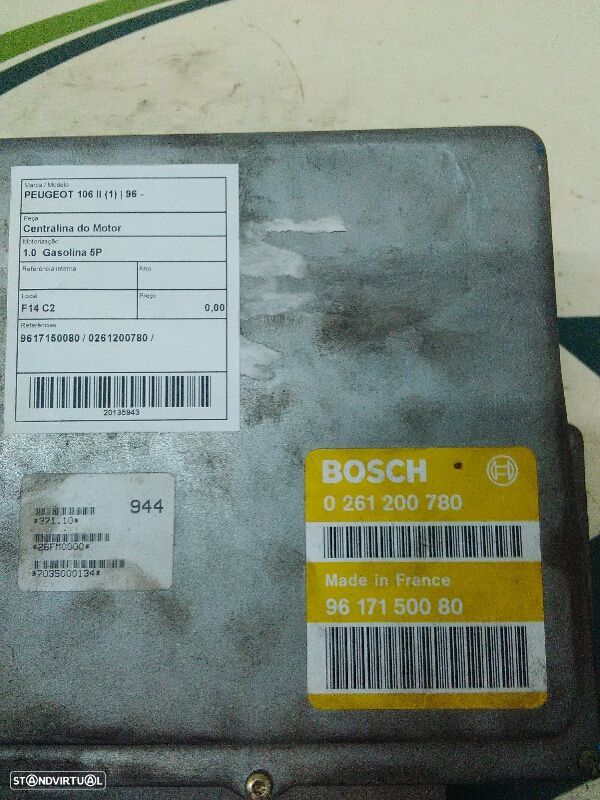 Marca / Modelo
PEUGEOT 106 II (1) | 96 -
Peça
Centralina do Motor
Motorização
1.0 Gasolina 5P
Referência interna
Ano
Local
Preço
F14 C2
0,00
Referências
9617150080 / 0261200780 /
20135943
944
*371.10*
*26FM0000*
*7035000134*
BOSCH
0 261 200 780
Made in France
96 171 500 80
STANDVIRTUAL